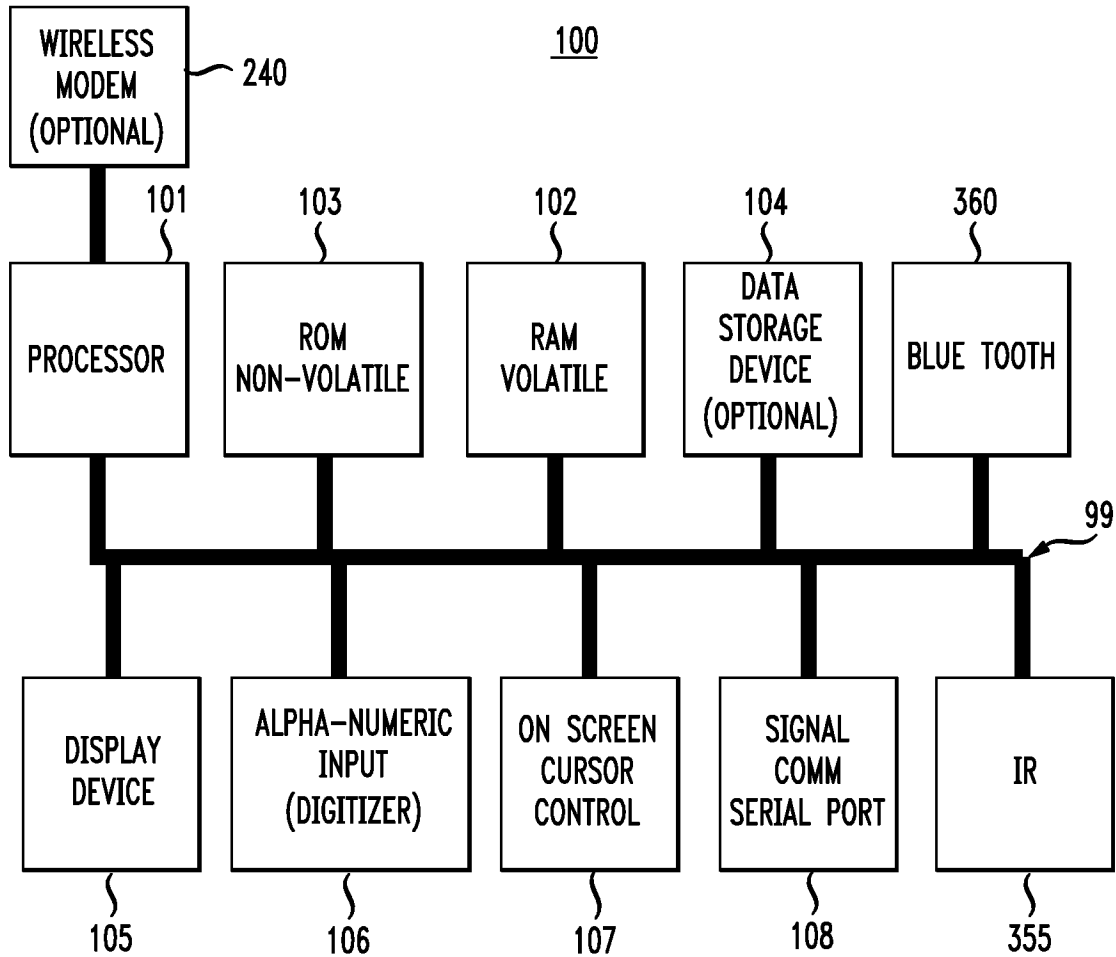 WIRELESS
MODEM
(OPTIONAL)
240
100
101
103
102
104
360
PROCESSOR
ROM
NON-VOLATILE
RAM
VOLATILE
DATA
STORAGE
DEVICE
(OPTIONAL)
BLUE TOOTH
99
DISPLAY
DEVICE
ALPHA-NUMERIC
INPUT
(DIGITIZER)
ON SCREEN
CURSOR
CONTROL
SIGNAL
COMM
SERIAL PORT
IR
105
106
107
108
355